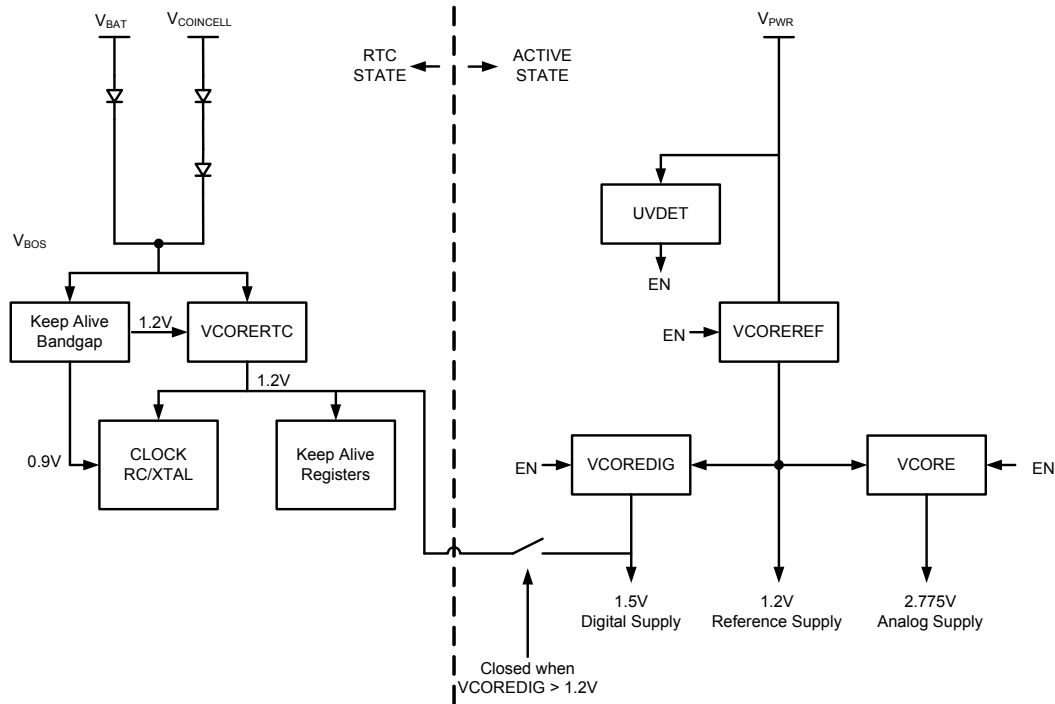 VBAT
VCOINCELL
RTC
STATE
ACTIVE
STATE
VPWR
UVDET
EN
VBOS
Keep Alive
Bandgap
1.2V
VCORERTC
EN
VCOREREF
1.2V
0.9V
CLOCK
RC/XTAL
Keep Alive
Registers
EN
VCOREDIG
VCORE
EN
1.5V
Digital Supply
1.2V
Reference Supply
2.775V
Analog Supply
Closed when
VCOREDIG > 1.2V